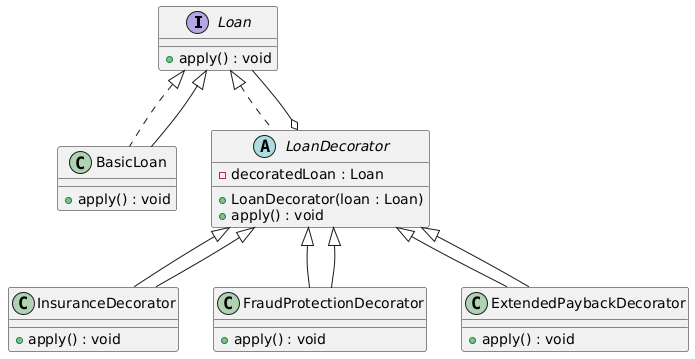 I Loan
apply() : void
C BasicLoan
apply() : void
A LoanDecorator
decoratedLoan : Loan
LoanDecorator(loan : Loan)
apply() : void
C InsuranceDecorator
apply() : void
C FraudProtectionDecorator
apply() : void
C ExtendedPaybackDecorator
apply() : void